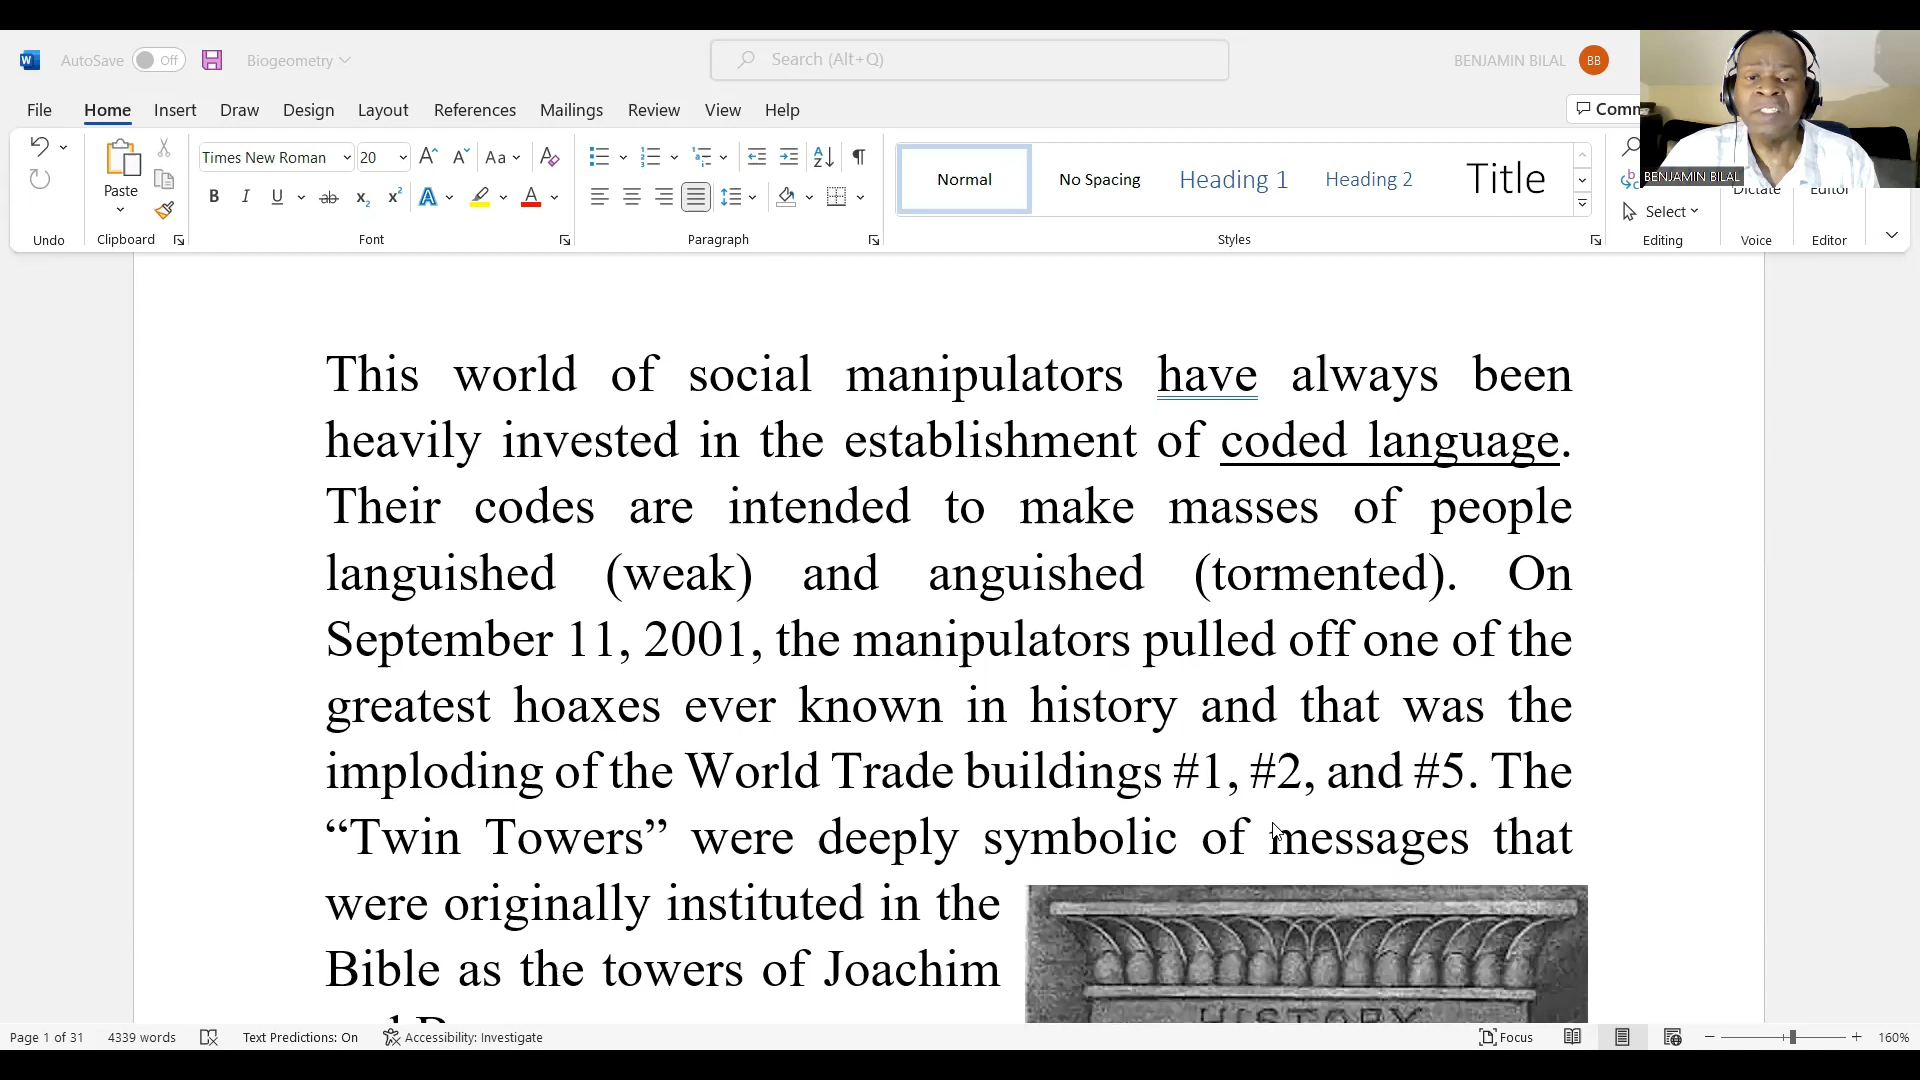 AutoSave Off Biogeometry Search (Alt+Q) BENJAMIN BILAL BB
File Home Insert Draw Design Layout References Mailings Review View Help
Times New Roman 20 Aa
Paste
B I U ab x₂ x² A A
Normal No Spacing Heading 1 Heading 2 Title
BENJAMIN BILAL
Select
Undo Clipboard Font Paragraph Styles Editing Voice Editor
This world of social manipulators have always been
heavily invested in the establishment of coded language.
Their codes are intended to make masses of people
languished (weak) and anguished (tormented). On
September 11, 2001, the manipulators pulled off one of the
greatest hoaxes ever known in history and that was the
imploding of the World Trade buildings #1, #2, and #5. The
“Twin Towers” were deeply symbolic of messages that
were originally instituted in the
Bible as the towers of Joachim
HISTORY
Page 1 of 31 4339 words Text Predictions: On Accessibility: Investigate Focus 160%